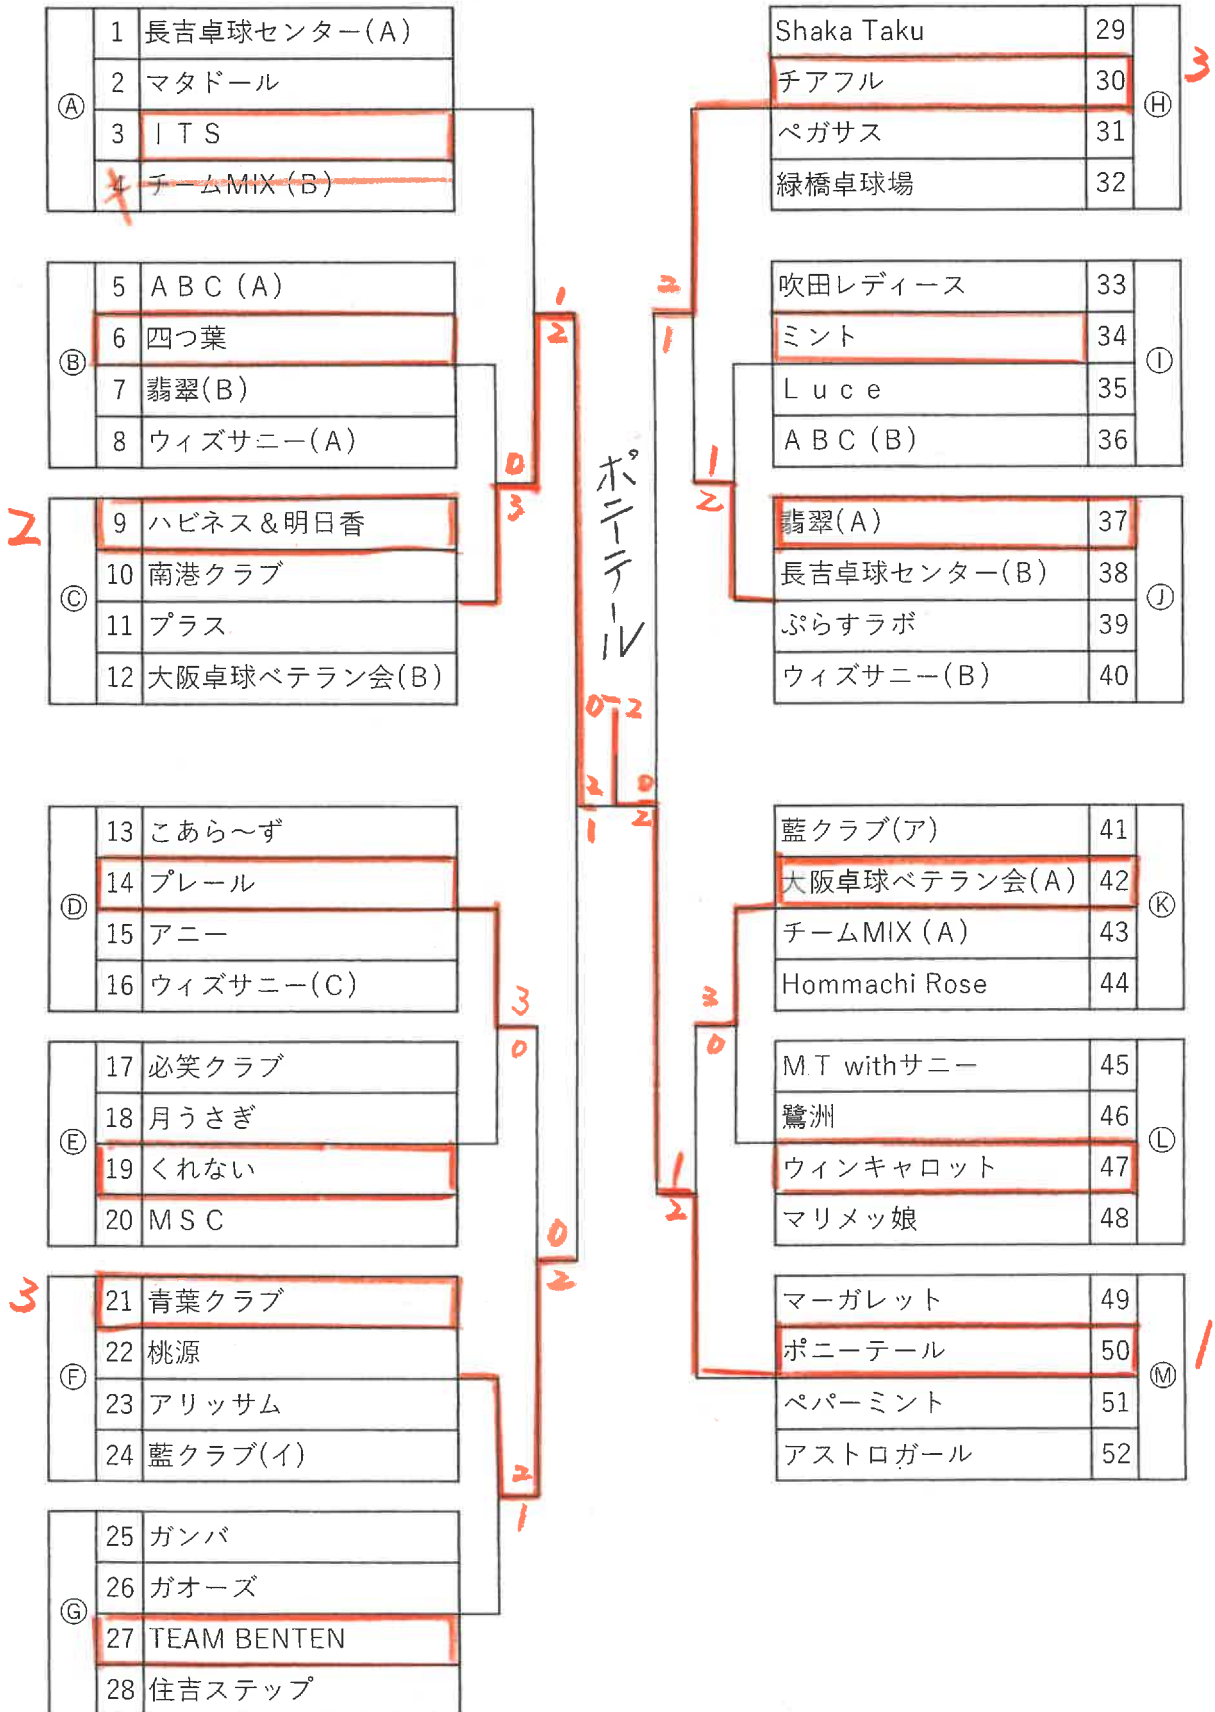 Ⓐ
1 長吉卓球センター(A)
2 マタドール
3 ITS
4 チームMIX(B)
Ⓑ
5 ABC(A)
6 四つ葉
7 翡翠(B)
8 ウィズサニー(A)
2
Ⓒ
9 ハピネス&明日香
10 南港クラブ
11 プラス
12 大阪卓球ベテラン会(B)
Ⓓ
13 こあら～ず
14 プレール
15 アニー
16 ウィズサニー(C)
Ⓔ
17 必笑クラブ
18 月うさぎ
19 くれない
20 MSC
3
Ⓕ
21 青葉クラブ
22 桃源
23 アリッサム
24 藍クラブ(イ)
Ⓖ
25 ガンバ
26 ガオーズ
27 TEAM BENTEN
28 住吉ステップ
1
2
0
3
3
0
0
2
2
1
2
1
ポニーテール
0-2
0
2
2
1
1
2
3
0
1
2
Shaka Taku 29
チアフル 30
ペガサス 31
緑橋卓球場 32
Ⓗ
3
吹田レディース 33
ミント 34
Luce 35
ABC(B) 36
Ⓘ
翡翠(A) 37
長吉卓球センター(B) 38
ぷらすラボ 39
ウィズサニー(B) 40
Ⓙ
藍クラブ(ア) 41
大阪卓球ベテラン会(A) 42
チームMIX(A) 43
Hommachi Rose 44
Ⓚ
M.T withサニー 45
鷺洲 46
ウィンキャロット 47
マリメッ娘 48
Ⓛ
マーガレット 49
ポニーテール 50
ペパーミント 51
アストロガール 52
Ⓜ
1